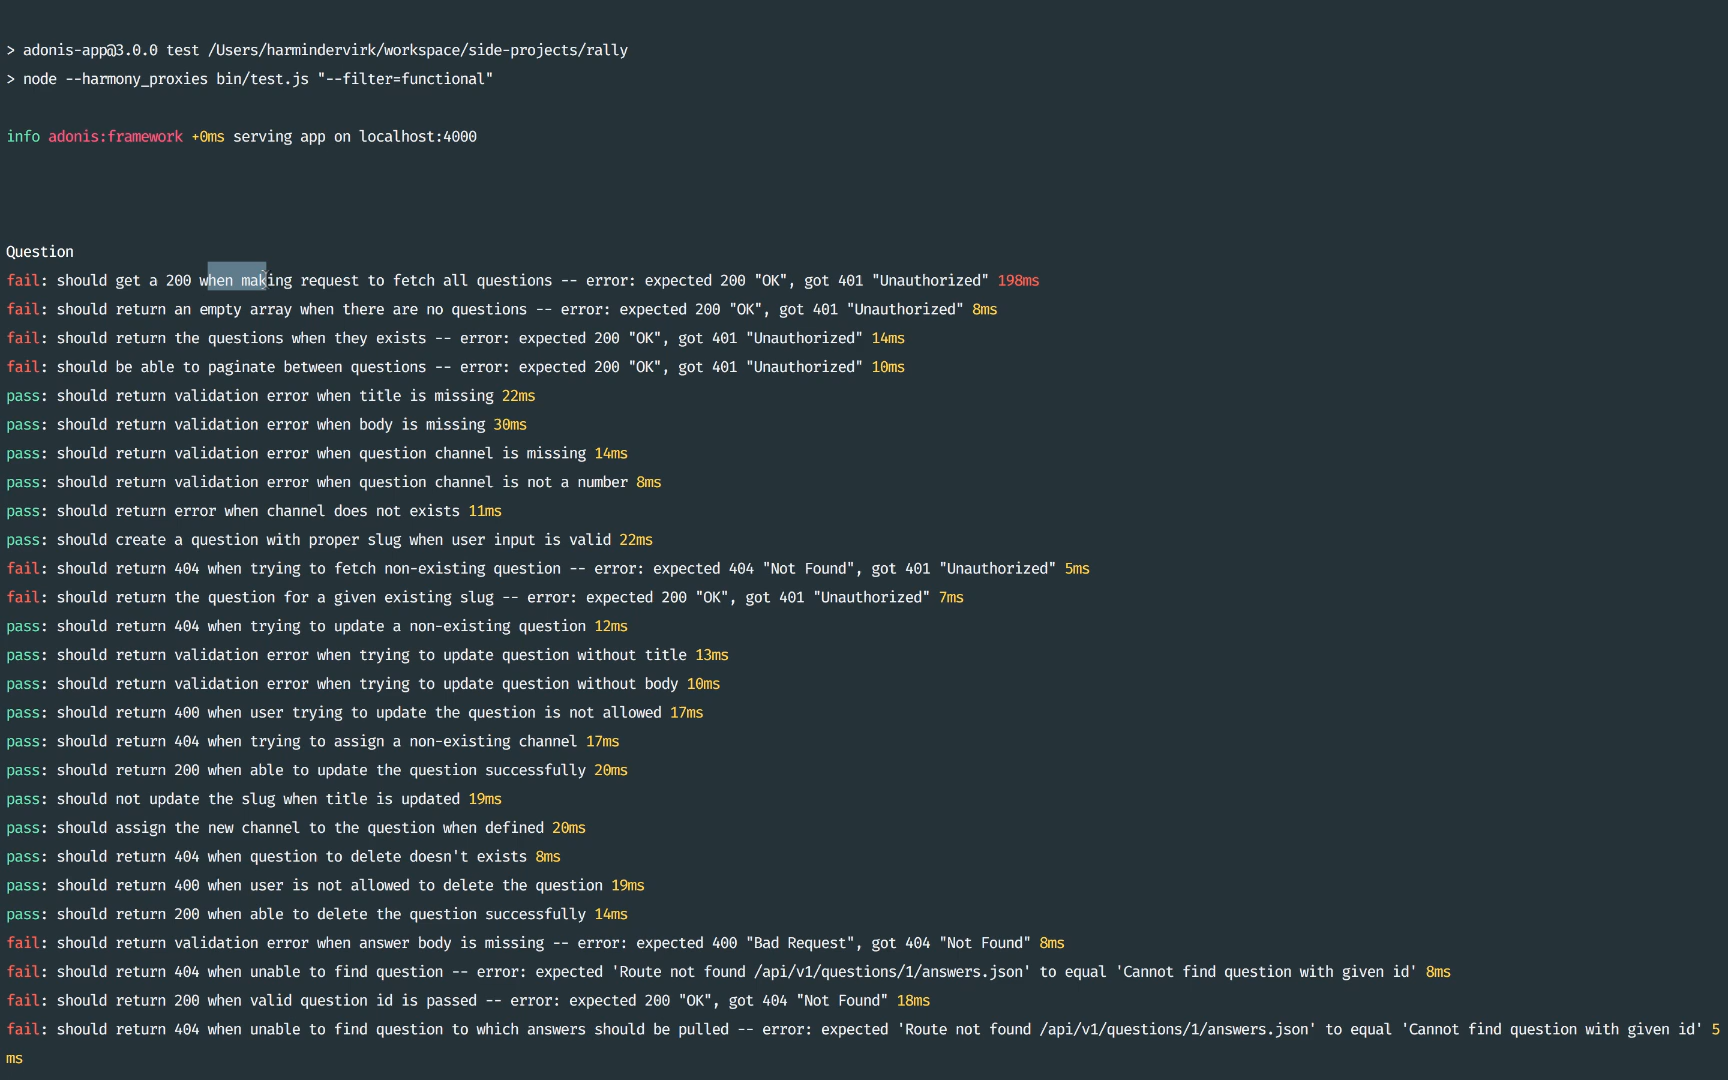 > adonis-app@3.0.0 test /Users/harmindervirk/workspace/side-projects/rally
> node --harmony_proxies bin/test.js "--filter=functional"
info adonis:framework +0ms serving app on localhost:4000
Question
fail: should get a 200 when making request to fetch all questions -- error: expected 200 "OK", got 401 "Unauthorized" 198ms
fail: should return an empty array when there are no questions -- error: expected 200 "OK", got 401 "Unauthorized" 8ms
fail: should return the questions when they exists -- error: expected 200 "OK", got 401 "Unauthorized" 14ms
fail: should be able to paginate between questions -- error: expected 200 "OK", got 401 "Unauthorized" 10ms
pass: should return validation error when title is missing 22ms
pass: should return validation error when body is missing 30ms
pass: should return validation error when question channel is missing 14ms
pass: should return validation error when question channel is not a number 8ms
pass: should return error when channel does not exists 11ms
pass: should create a question with proper slug when user input is valid 22ms
fail: should return 404 when trying to fetch non-existing question -- error: expected 404 "Not Found", got 401 "Unauthorized" 5ms
fail: should return the question for a given existing slug -- error: expected 200 "OK", got 401 "Unauthorized" 7ms
pass: should return 404 when trying to update a non-existing question 12ms
pass: should return validation error when trying to update question without title 13ms
pass: should return validation error when trying to update question without body 10ms
pass: should return 400 when user trying to update the question is not allowed 17ms
pass: should return 404 when trying to assign a non-existing channel 17ms
pass: should return 200 when able to update the question successfully 20ms
pass: should not update the slug when title is updated 19ms
pass: should assign the new channel to the question when defined 20ms
pass: should return 404 when question to delete doesn't exists 8ms
pass: should return 400 when user is not allowed to delete the question 19ms
pass: should return 200 when able to delete the question successfully 14ms
fail: should return validation error when answer body is missing -- error: expected 400 "Bad Request", got 404 "Not Found" 8ms
fail: should return 404 when unable to find question -- error: expected 'Route not found /api/v1/questions/1/answers.json' to equal 'Cannot find question with given id' 8ms
fail: should return 200 when valid question id is passed -- error: expected 200 "OK", got 404 "Not Found" 18ms
fail: should return 404 when unable to find question to which answers should be pulled -- error: expected 'Route not found /api/v1/questions/1/answers.json' to equal 'Cannot find question with given id' 5
ms